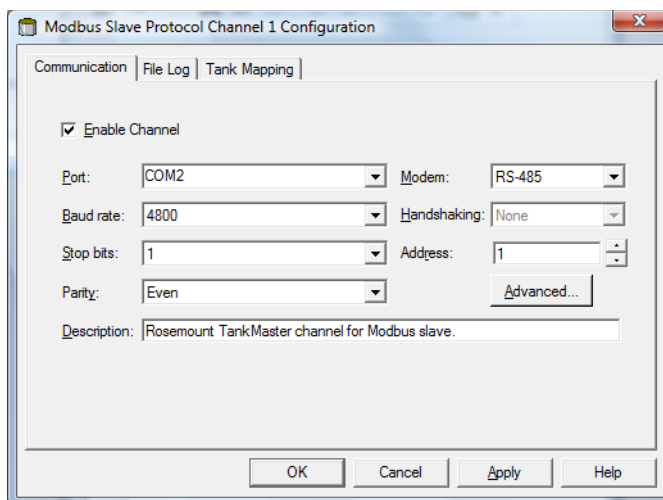 Modbus Slave Protocol Channel 1 Configuration
Communication File Log Tank Mapping
Enable Channel
Port: COM2 Modem: RS-485
Baud rate: 4800 Handshaking: None
Stop bits: 1 Address: 1
Parity: Even Advanced...
Description: Rosemount TankMaster channel for Modbus slave.
OK Cancel Apply Help